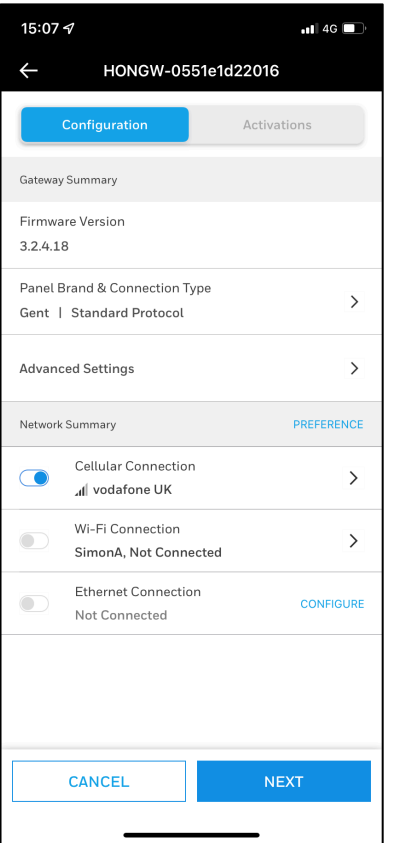 15:07 4G
HONGW-0551e1d22016
Configuration Activations
Gateway Summary
Firmware Version
3.2.4.18
Panel Brand & Connection Type
Gent | Standard Protocol
Advanced Settings
Network Summary PREFERENCE
Cellular Connection
vodafone UK
Wi-Fi Connection
SimonA, Not Connected
Ethernet Connection
Not Connected CONFIGURE
CANCEL NEXT